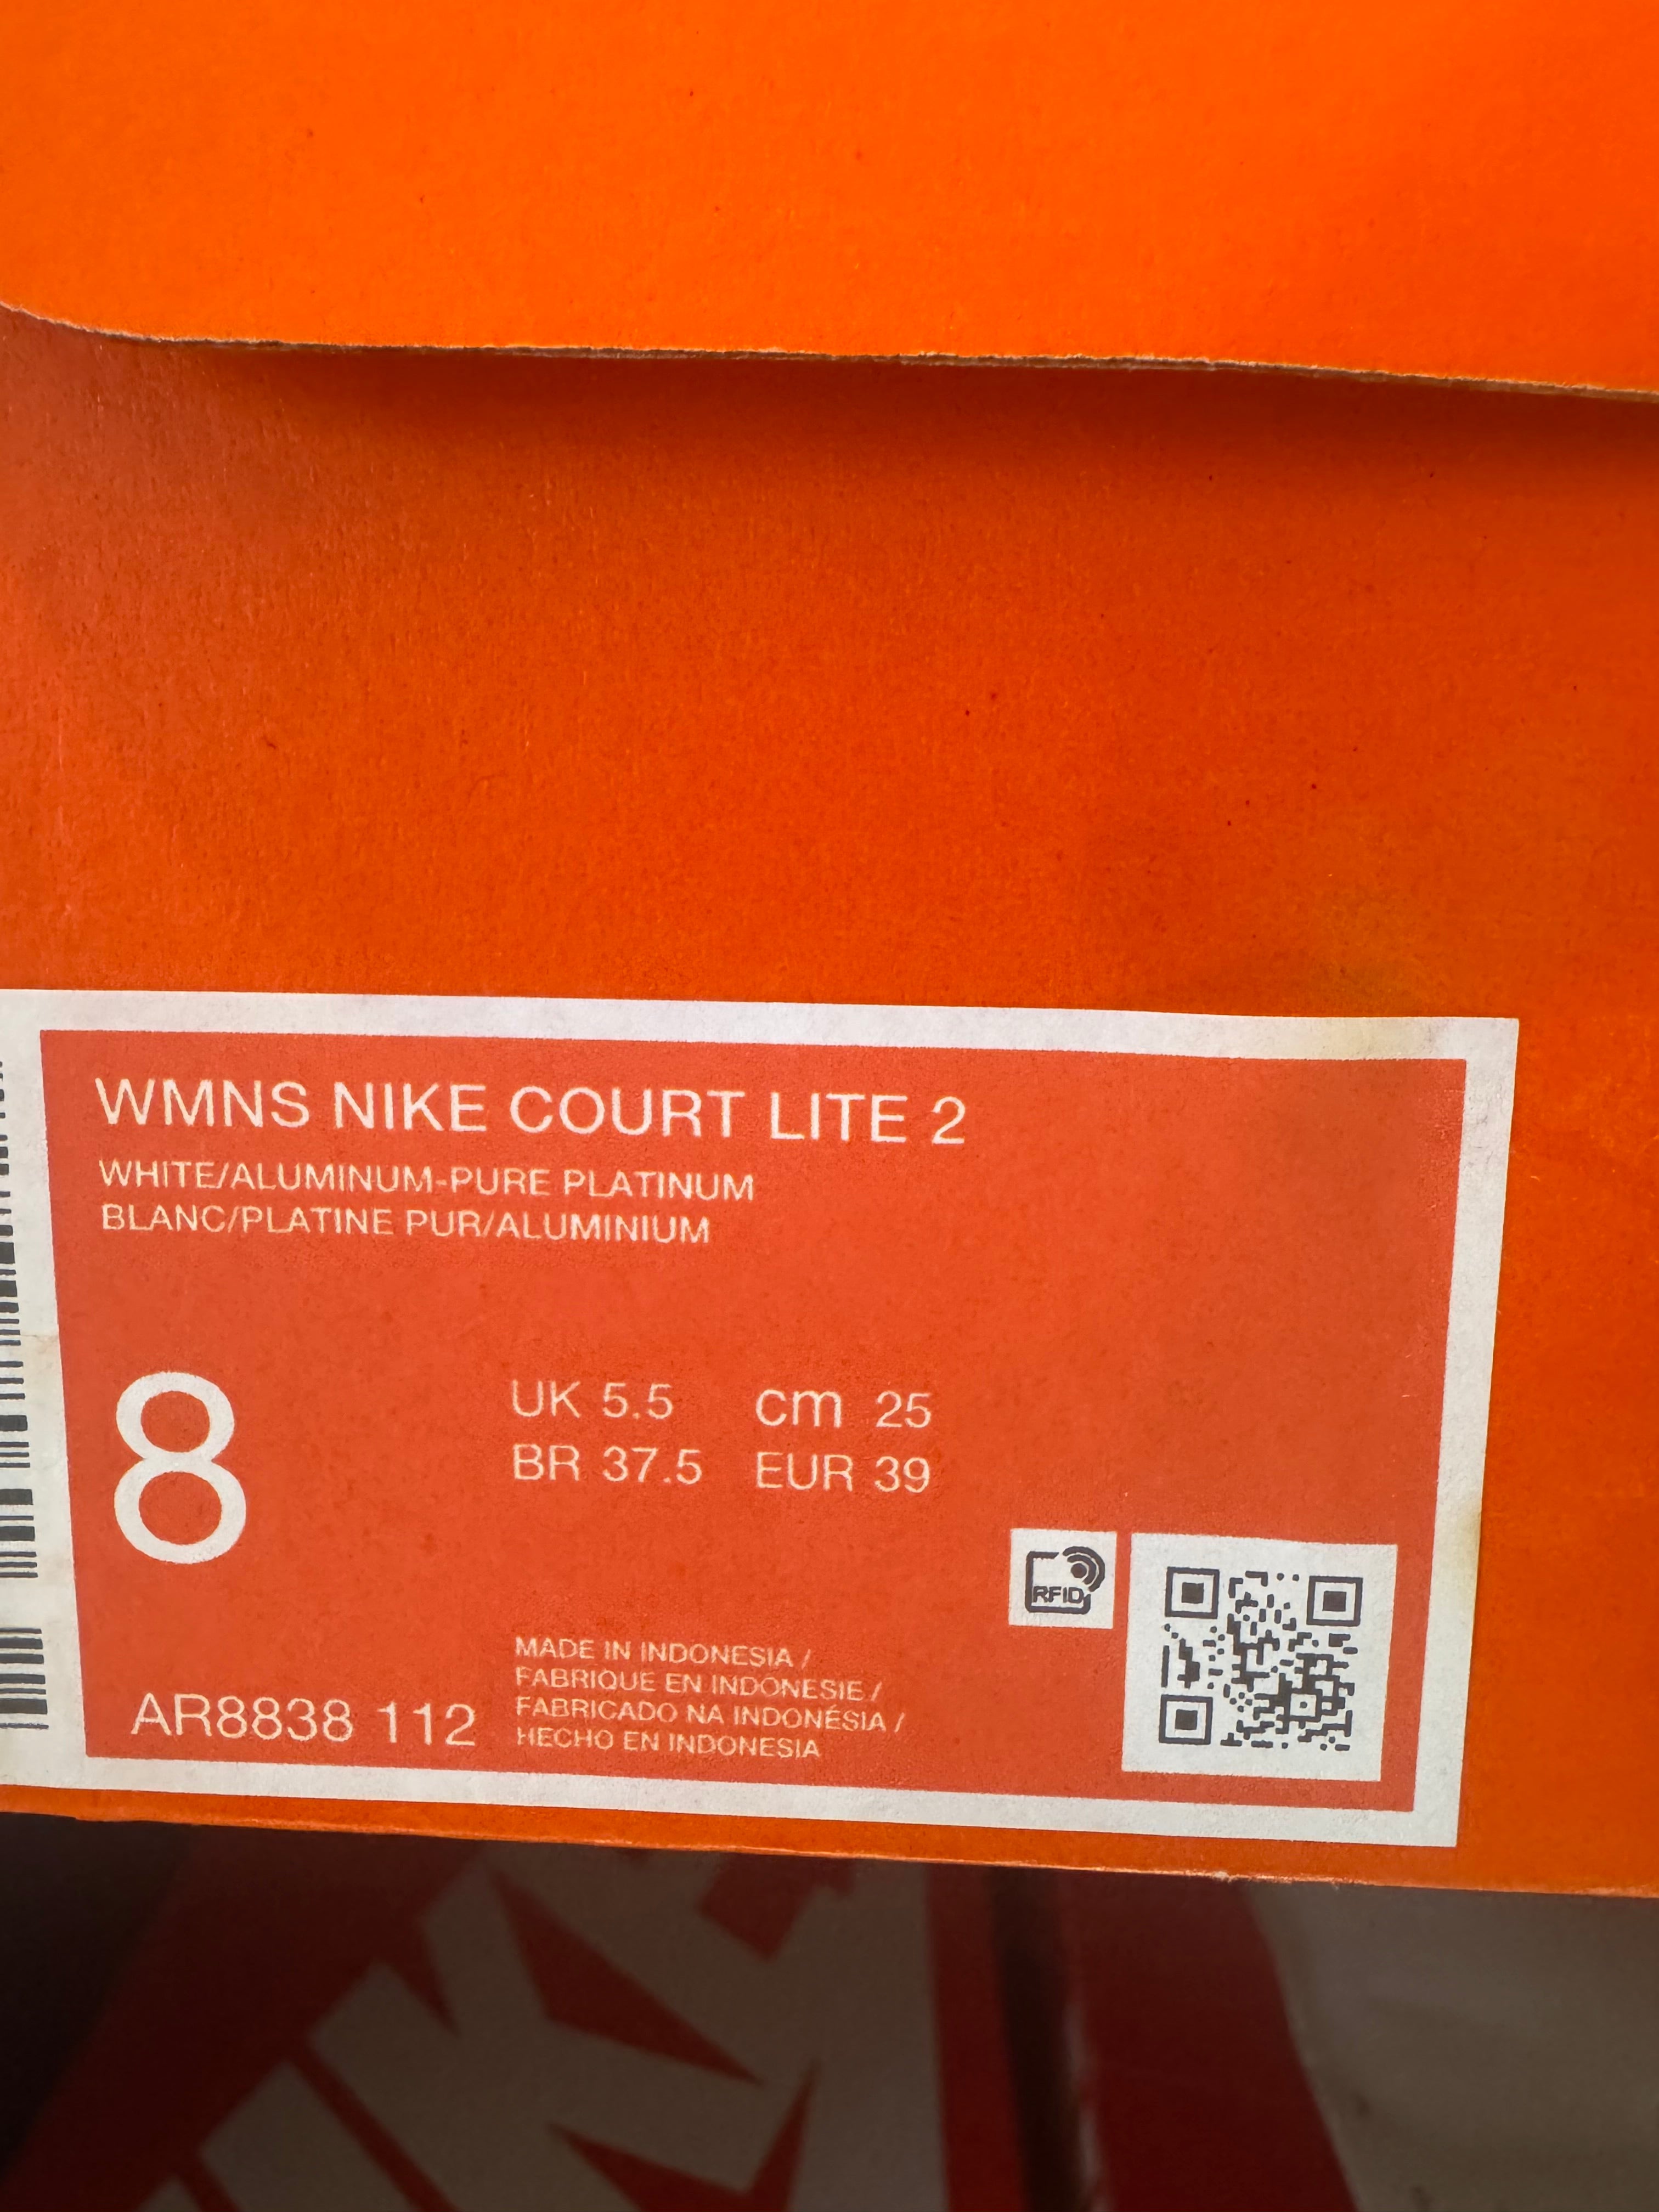 WMNS NIKE COURT LITE 2
WHITE/ALUMINUM-PURE PLATINUM
BLANC/PLATINE PUR/ALUMINIUM
8
UK 5.5 cm 25
BR 37.5 EUR 39
RFID
MADE IN INDONESIA /
FABRIQUE EN INDONESIE /
FABRICADO NA INDONÉSIA /
HECHO EN INDONESIA
AR8838 112